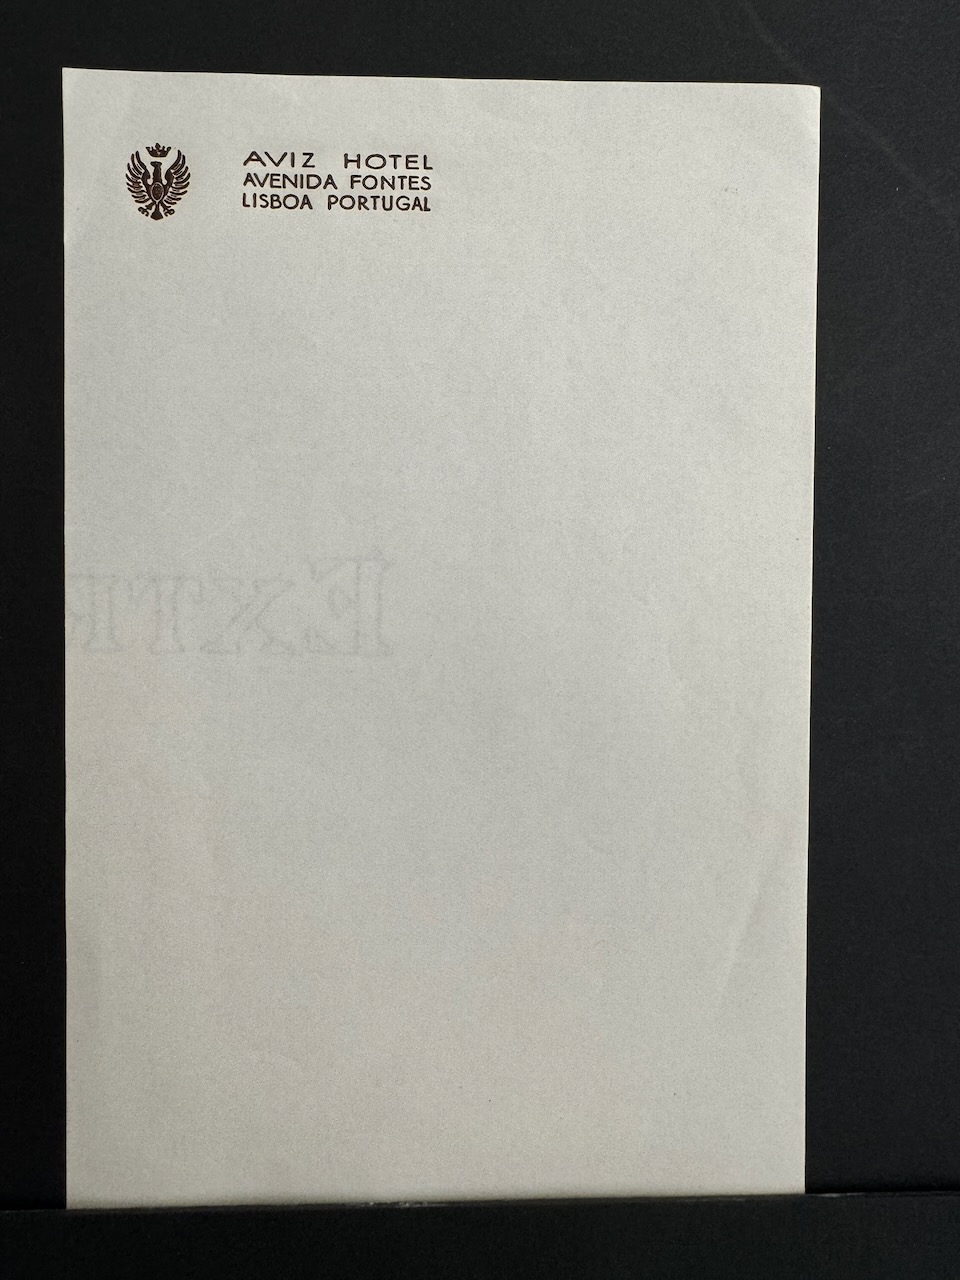 AVIZ HOTEL
AVENIDA FONTES
LISBOA PORTUGAL